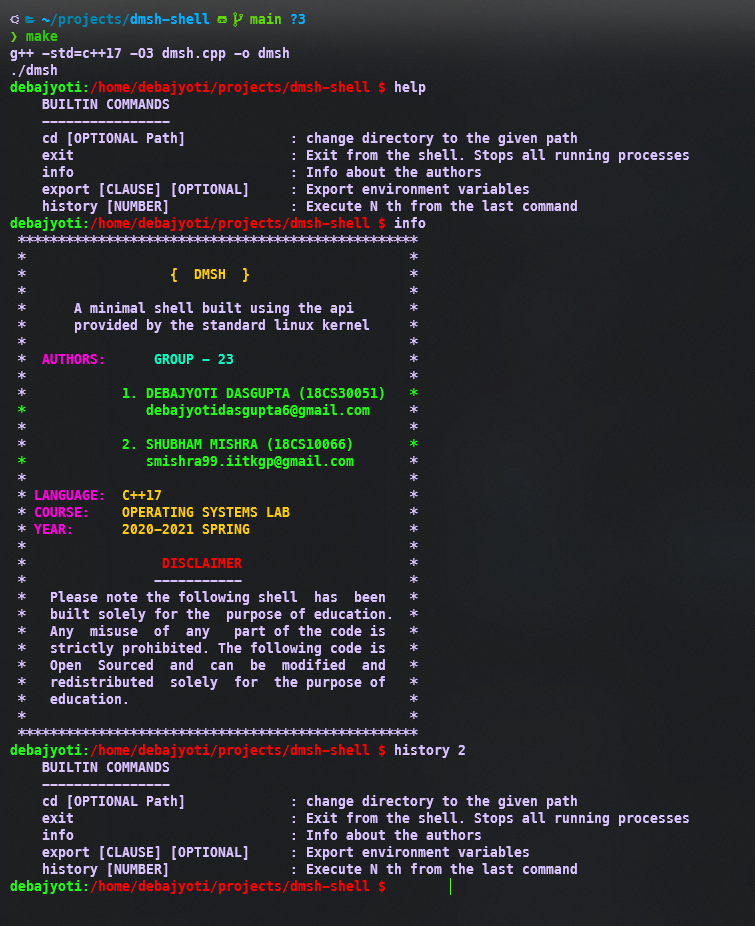 ~/projects/dmsh-shell main ?3
❯ make
g++ -std=c++17 -O3 dmsh.cpp -o dmsh
./dmsh
debajyoti:/home/debajyoti/projects/dmsh-shell $ help
    BUILTIN COMMANDS
    ----------------
    cd [OPTIONAL Path]             : change directory to the given path
    exit                           : Exit from the shell. Stops all running processes
    info                           : Info about the authors
    export [CLAUSE] [OPTIONAL]     : Export environment variables
    history [NUMBER]               : Execute N th from the last command
debajyoti:/home/debajyoti/projects/dmsh-shell $ info
 **************************************************
 *                                                *
 *                  {  DMSH  }                    *
 *                                                *
 *      A minimal shell built using the api       *
 *      provided by the standard linux kernel     *
 *                                                *
 *  AUTHORS:      GROUP - 23                      *
 *                                                *
 *            1. DEBAJYOTI DASGUPTA (18CS30051)   *
 *               debajyotidasgupta6@gmail.com     *
 *                                                *
 *            2. SHUBHAM MISHRA (18CS10066)       *
 *               smishra99.iitkgp@gmail.com       *
 *                                                *
 * LANGUAGE:  C++17                               *
 * COURSE:    OPERATING SYSTEMS LAB               *
 * YEAR:      2020-2021 SPRING                    *
 *                                                *
 *                 DISCLAIMER                     *
 *                -----------                     *
 *   Please note the following shell  has  been   *
 *   built solely for the  purpose of education.  *
 *   Any  misuse  of  any   part of the code is   *
 *   strictly prohibited. The following code is   *
 *   Open  Sourced  and  can  be  modified  and   *
 *   redistributed  solely  for  the purpose of   *
 *   education.                                   *
 *                                                *
 **************************************************
debajyoti:/home/debajyoti/projects/dmsh-shell $ history 2
    BUILTIN COMMANDS
    ----------------
    cd [OPTIONAL Path]             : change directory to the given path
    exit                           : Exit from the shell. Stops all running processes
    info                           : Info about the authors
    export [CLAUSE] [OPTIONAL]     : Export environment variables
    history [NUMBER]               : Execute N th from the last command
debajyoti:/home/debajyoti/projects/dmsh-shell $